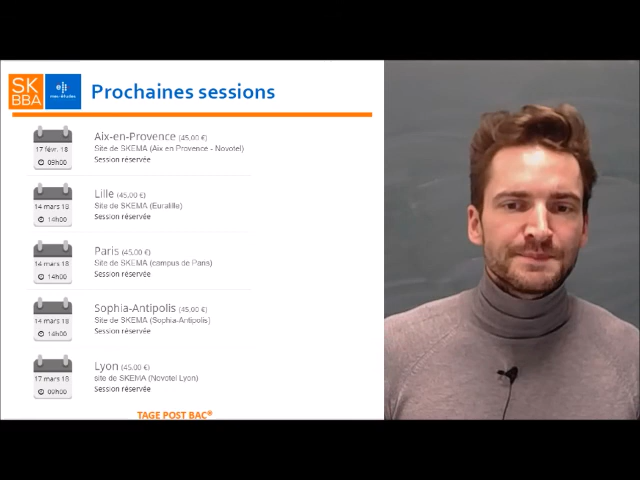 SK
BBA
Prochaines sessions
17 févr. 18
09h00
Aix-en-Provence (45,00 €)
Site de SKEMA (Aix en Provence - Novotel)
Session réservée
14 mars 18
14h00
Lille (45,00 €)
Site de SKEMA (Euralille)
Session réservée
14 mars 18
14h00
Paris (45,00 €)
Site de SKEMA (campus de Paris)
Session réservée
14 mars 18
14h00
Sophia-Antipolis (45,00 €)
Site de SKEMA (Sophia-Antipolis)
Session réservée
17 mars 18
09h00
Lyon (45,00 €)
site de SKEMA (Novotel Lyon)
Session réservée
TAGE POST BAC®